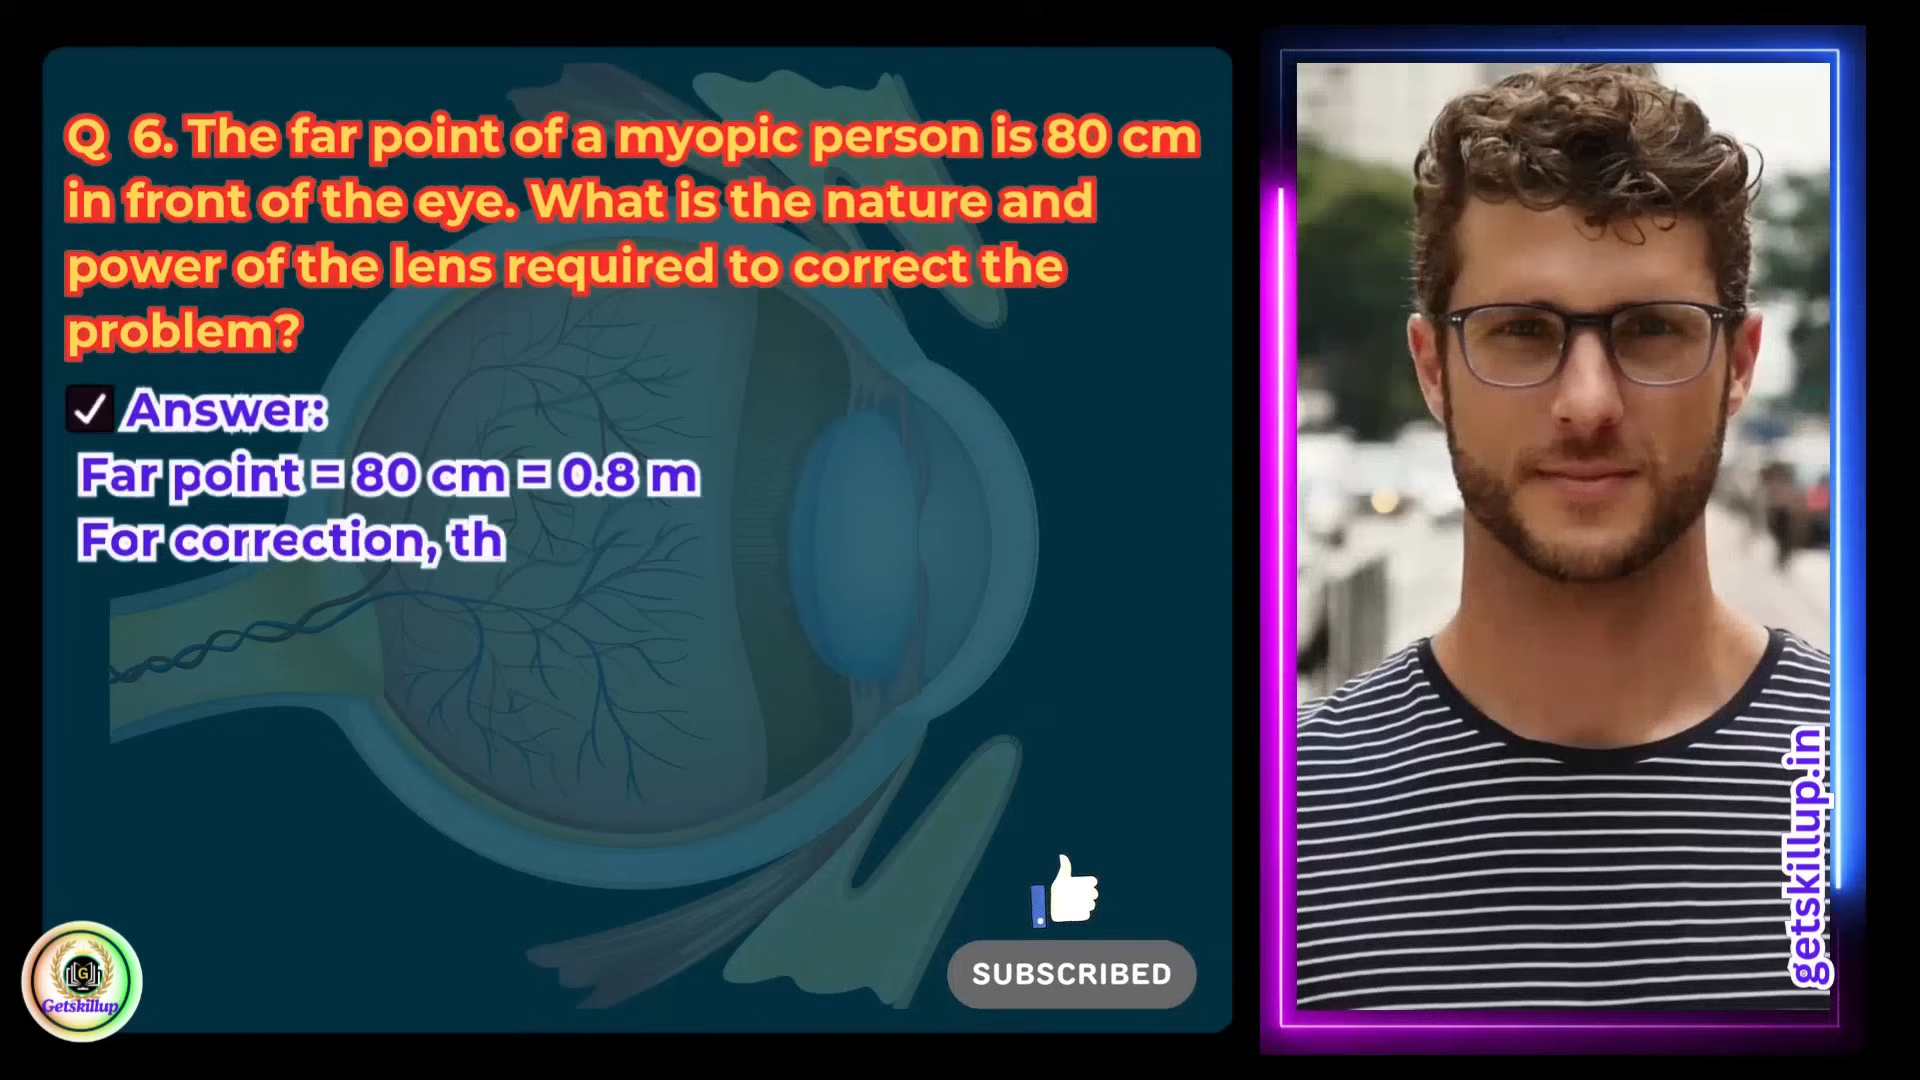 Q 6. The far point of a myopic person is 80 cm
in front of the eye. What is the nature and
power of the lens required to correct the
problem?
Answer:
Far point = 80 cm = 0.8 m
For correction, th
SUBSCRIBED
G
Getskillup
getskillup.in